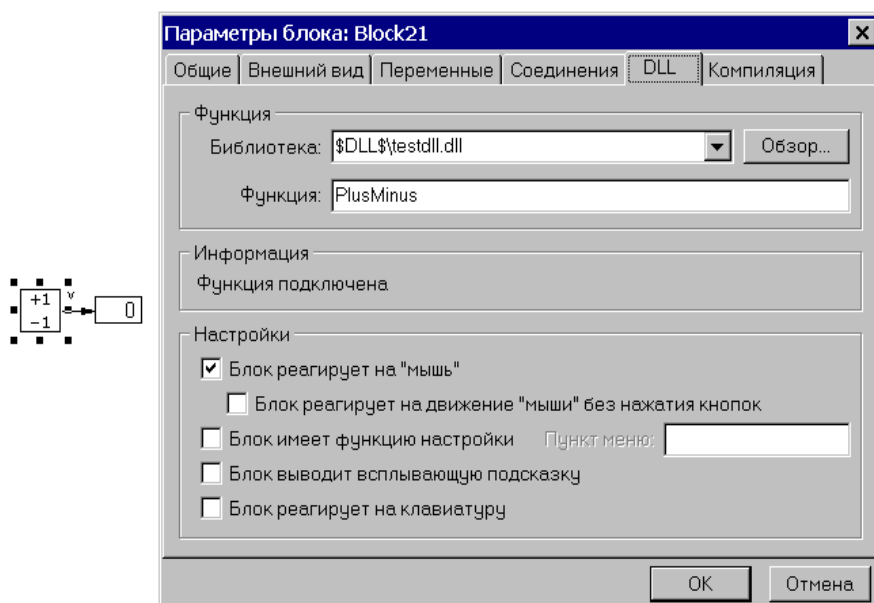 Параметры блока: Block21
Общие Внешний вид Переменные Соединения DLL Компиляция
Функция
Библиотека: $DLL$\testdll.dll Обзор...
Функция: PlusMinus
Информация
Функция подключена
+1 v
-1 0
Настройки
Блок реагирует на "мышь"
Блок реагирует на движение "мыши" без нажатия кнопок
Блок имеет функцию настройки Пункт меню:
Блок выводит всплывающую подсказку
Блок реагирует на клавиатуру
OK Отмена